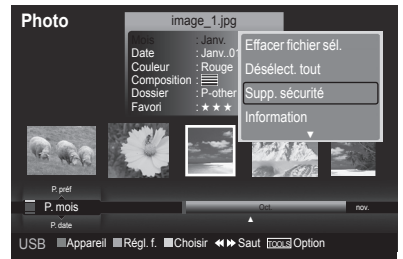 Photo
image_1.jpg
Mois : Janv.
Date : Janv..01
Couleur : Rouge
Composition :
Dossier : P-other
Favori : ★ ★ ★
Effacer fichier sél.
Désélect. tout
Supp. sécurité
Information
▼
P. préf
P. mois
Oct.
nov.
P. date
▲
USB Appareil Régl. f. Choisir ◀◀ ▶▶ Saut TOOLS Option